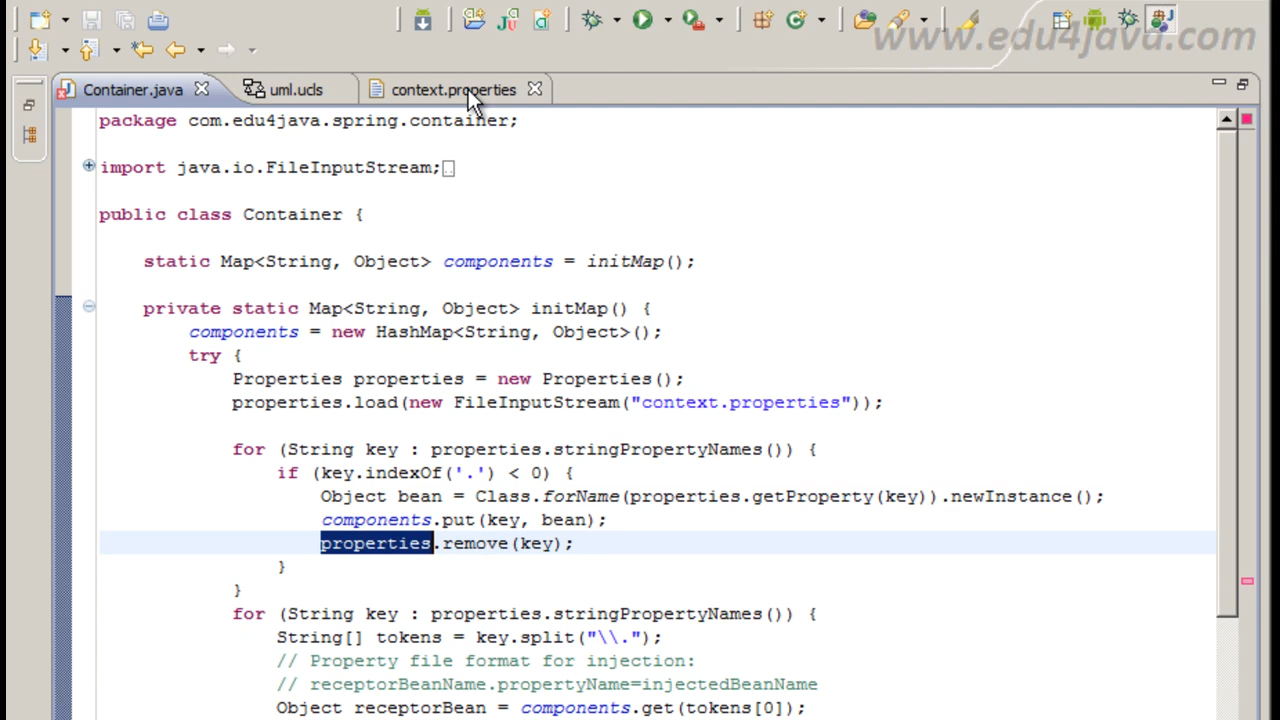 www.edu4java.com
Container.java
uml.ucls
context.properties
package com.edu4java.spring.container;
import java.io.FileInputStream;
public class Container {
static Map<String, Object> components = initMap();
private static Map<String, Object> initMap() {
components = new HashMap<String, Object>();
try {
Properties properties = new Properties();
properties.load(new FileInputStream("context.properties"));
for (String key : properties.stringPropertyNames()) {
if (key.indexOf('.') < 0) {
Object bean = Class.forName(properties.getProperty(key)).newInstance();
components.put(key, bean);
properties.remove(key);
}
}
for (String key : properties.stringPropertyNames()) {
String[] tokens = key.split("\\.");
// Property file format for injection:
// receptorBeanName.propertyName=injectedBeanName
Object receptorBean = components.get(tokens[0]);